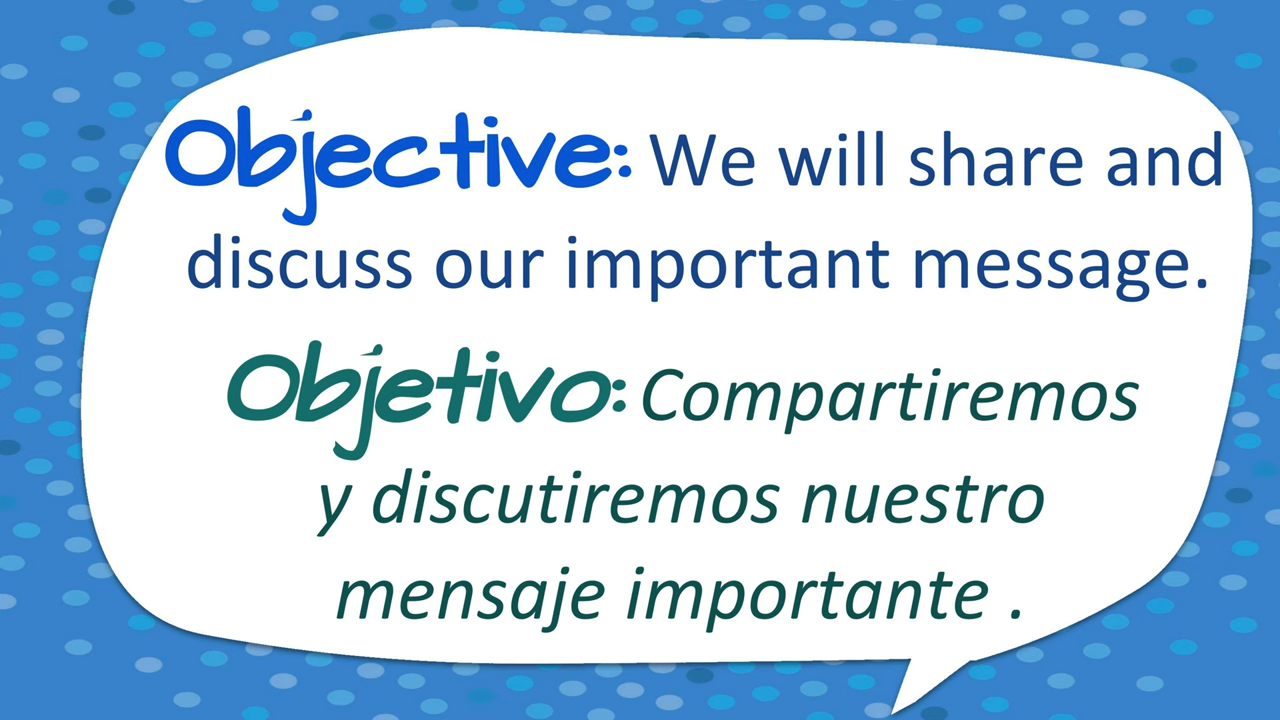 Objective: We will share and
discuss our important message.
Objetivo: Compartiremos
y discutiremos nuestro
mensaje importante .